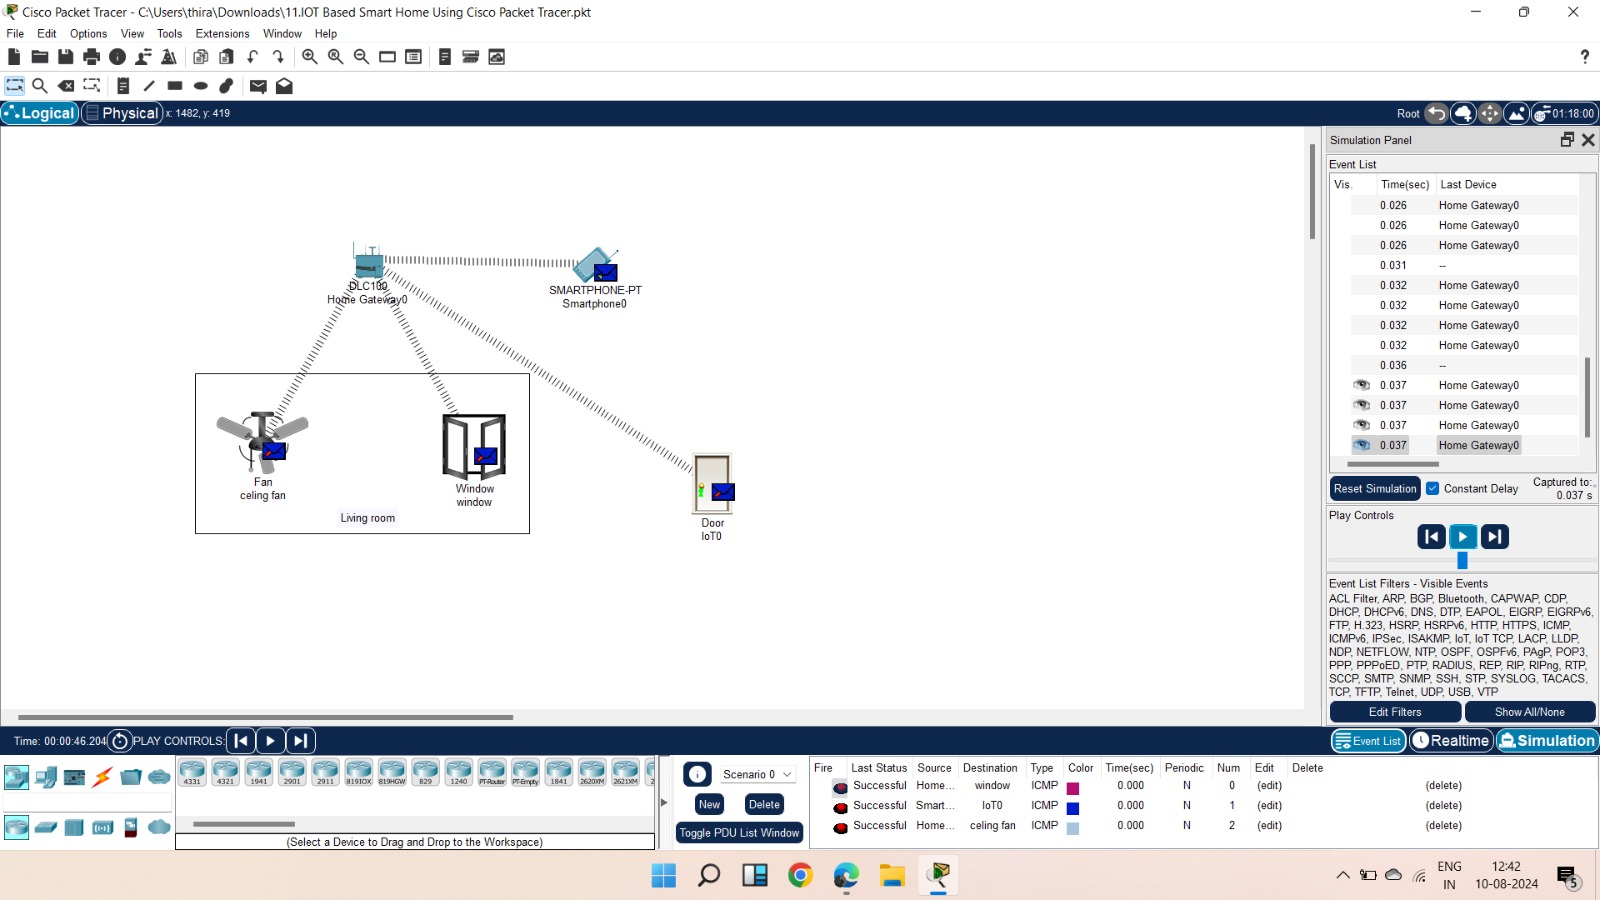 Cisco Packet Tracer - C:\Users\thira\Downloads\11.IOT Based Smart Home Using Cisco Packet Tracer.pkt
File Edit Options View Tools Extensions Window Help
Logical Physical x: 1482, y: 419 Root 01:18:00
DLC100
Home Gateway0
SMARTPHONE-PT
Smartphone0
Fan
celing fan
Window
window
Living room
Door
IoT0
Simulation Panel
Event List
Vis. Time(sec) Last Device
0.026 Home Gateway0
0.026 Home Gateway0
0.026 Home Gateway0
0.031 --
0.032 Home Gateway0
0.032 Home Gateway0
0.032 Home Gateway0
0.032 Home Gateway0
0.036 --
0.037 Home Gateway0
0.037 Home Gateway0
0.037 Home Gateway0
0.037 Home Gateway0
Reset Simulation Constant Delay Captured to:
0.037 s
Play Controls
Event List Filters - Visible Events
ACL Filter, ARP, BGP, Bluetooth, CAPWAP, CDP,
DHCP, DHCPv6, DNS, DTP, EAPOL, EIGRP, EIGRPv6,
FTP, H.323, HSRP, HSRPv6, HTTP, HTTPS, ICMP,
ICMPv6, IPSec, ISAKMP, IoT, IoT TCP, LACP, LLDP,
NDP, NETFLOW, NTP, OSPF, OSPFv6, PAgP, POP3,
PPP, PPPoED, PTP, RADIUS, REP, RIP, RIPng, RTP,
SCCP, SMTP, SNMP, SSH, STP, SYSLOG, TACACS,
TCP, TFTP, Telnet, UDP, USB, VTP
Edit Filters Show All/None
Time: 00:00:46.204 PLAY CONTROLS: Event List Realtime Simulation
4331 4321 1941 2901 2911 819IOX 819HGW 829 1240 PT-Router PT-Empty 1841 2620XM 2621XM 2
(Select a Device to Drag and Drop to the Workspace)
Scenario 0
New Delete
Toggle PDU List Window
Fire Last Status Source Destination Type Color Time(sec) Periodic Num Edit Delete
Successful Home... window ICMP 0.000 N 0 (edit) (delete)
Successful Smart... IoT0 ICMP 0.000 N 1 (edit) (delete)
Successful Home... celing fan ICMP 0.000 N 2 (edit) (delete)
ENG
IN
12:42
10-08-2024
5